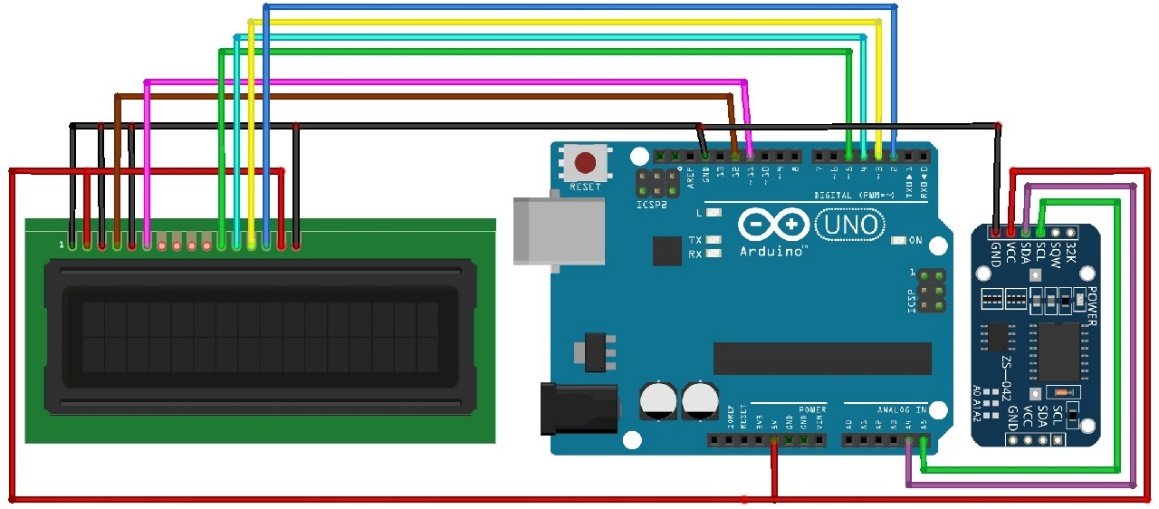 RESET
ICSP2
AREF
GND
13
12
~11
~10
~9
8
7
~6
~5
4
~3
2
TX0▶1
RX0◀0
DIGITAL (PWM=~)
L
TX
RX
UNO
Arduino™
ON
1
ICSP
IOREF
RESET
3V3
5V
GND
GND
VIN
POWER
A0
A1
A2
A3
A4
A5
ANALOG IN
1
GND
VCC
SDA
SCL
SQW
32K
POWER
ZS-042
A0 A1 A2
GND
VCC
SDA
SCL